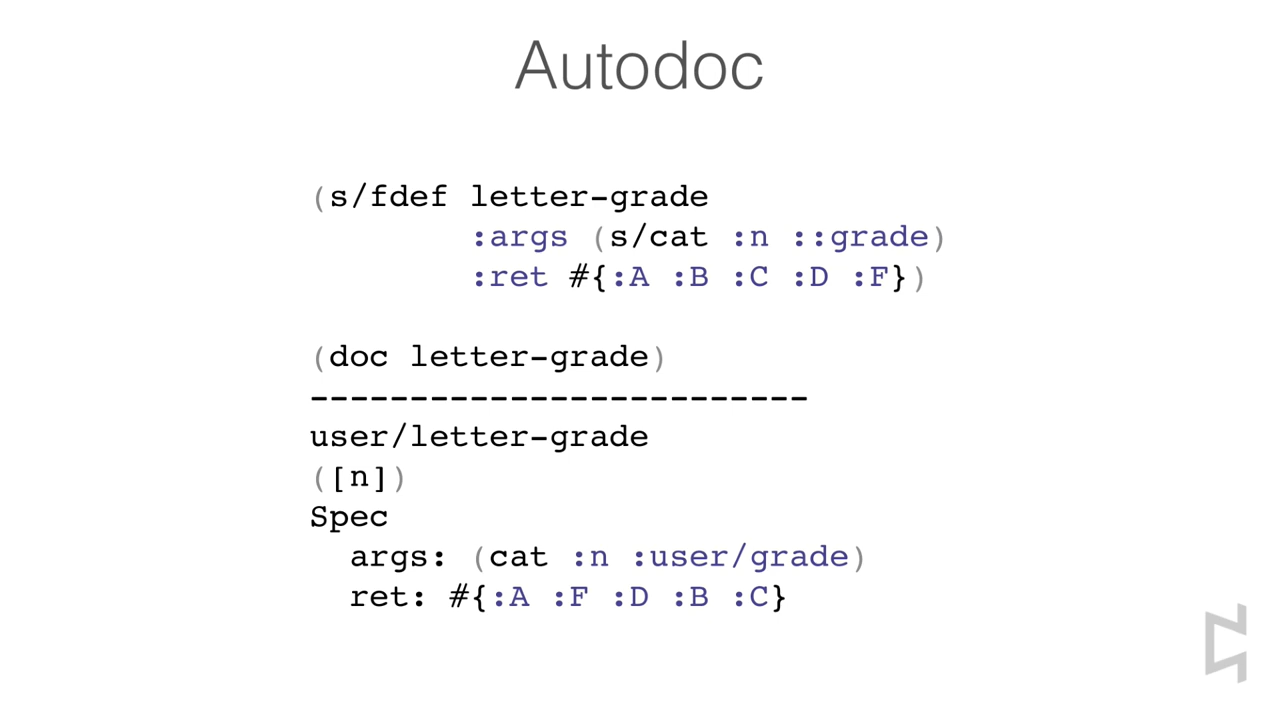 Autodoc
(s/fdef letter-grade
        :args (s/cat :n ::grade)
        :ret #{:A :B :C :D :F})
(doc letter-grade)
-------------------------
user/letter-grade
([n])
Spec
  args: (cat :n :user/grade)
  ret: #{:A :F :D :B :C}